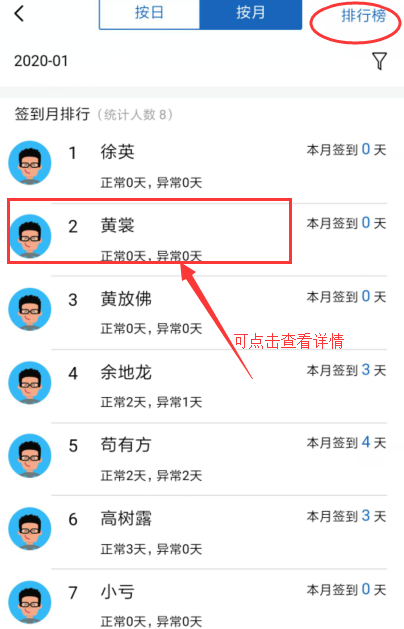 按日 按月 排行榜
2020-01
签到月排行（统计人数 8）
1 徐英 本月签到 0 天
正常0天，异常0天
2 黄裳 本月签到 0 天
正常0天，异常0天
3 黄放佛 本月签到 0 天
正常0天，异常0天
可点击查看详情
4 余地龙 本月签到 3 天
正常2天，异常1天
5 苟有方 本月签到 4 天
正常2天，异常2天
6 高树露 本月签到 3 天
正常3天，异常0天
7 小亏 本月签到 0 天
正常0天，异常0天